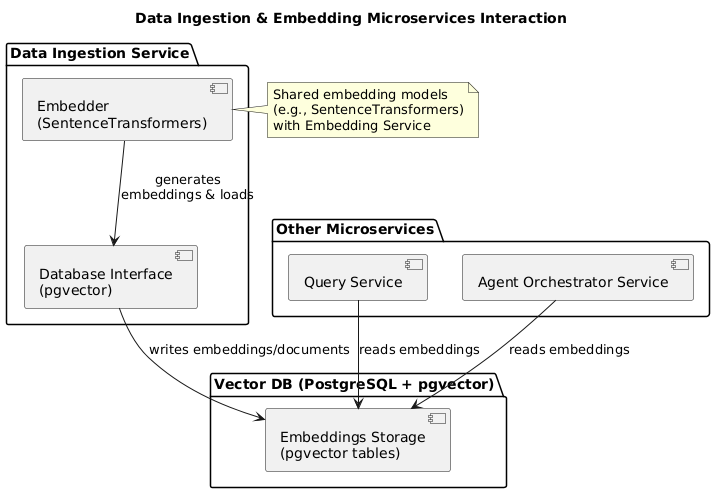 Data Ingestion & Embedding Microservices Interaction
Data Ingestion Service
Embedder
(SentenceTransformers)
Shared embedding models
(e.g., SentenceTransformers)
with Embedding Service
generates
embeddings & loads
Other Microservices
Database Interface
(pgvector)
Query Service
Agent Orchestrator Service
writes embeddings/documents
reads embeddings
reads embeddings
Vector DB (PostgreSQL + pgvector)
Embeddings Storage
(pgvector tables)